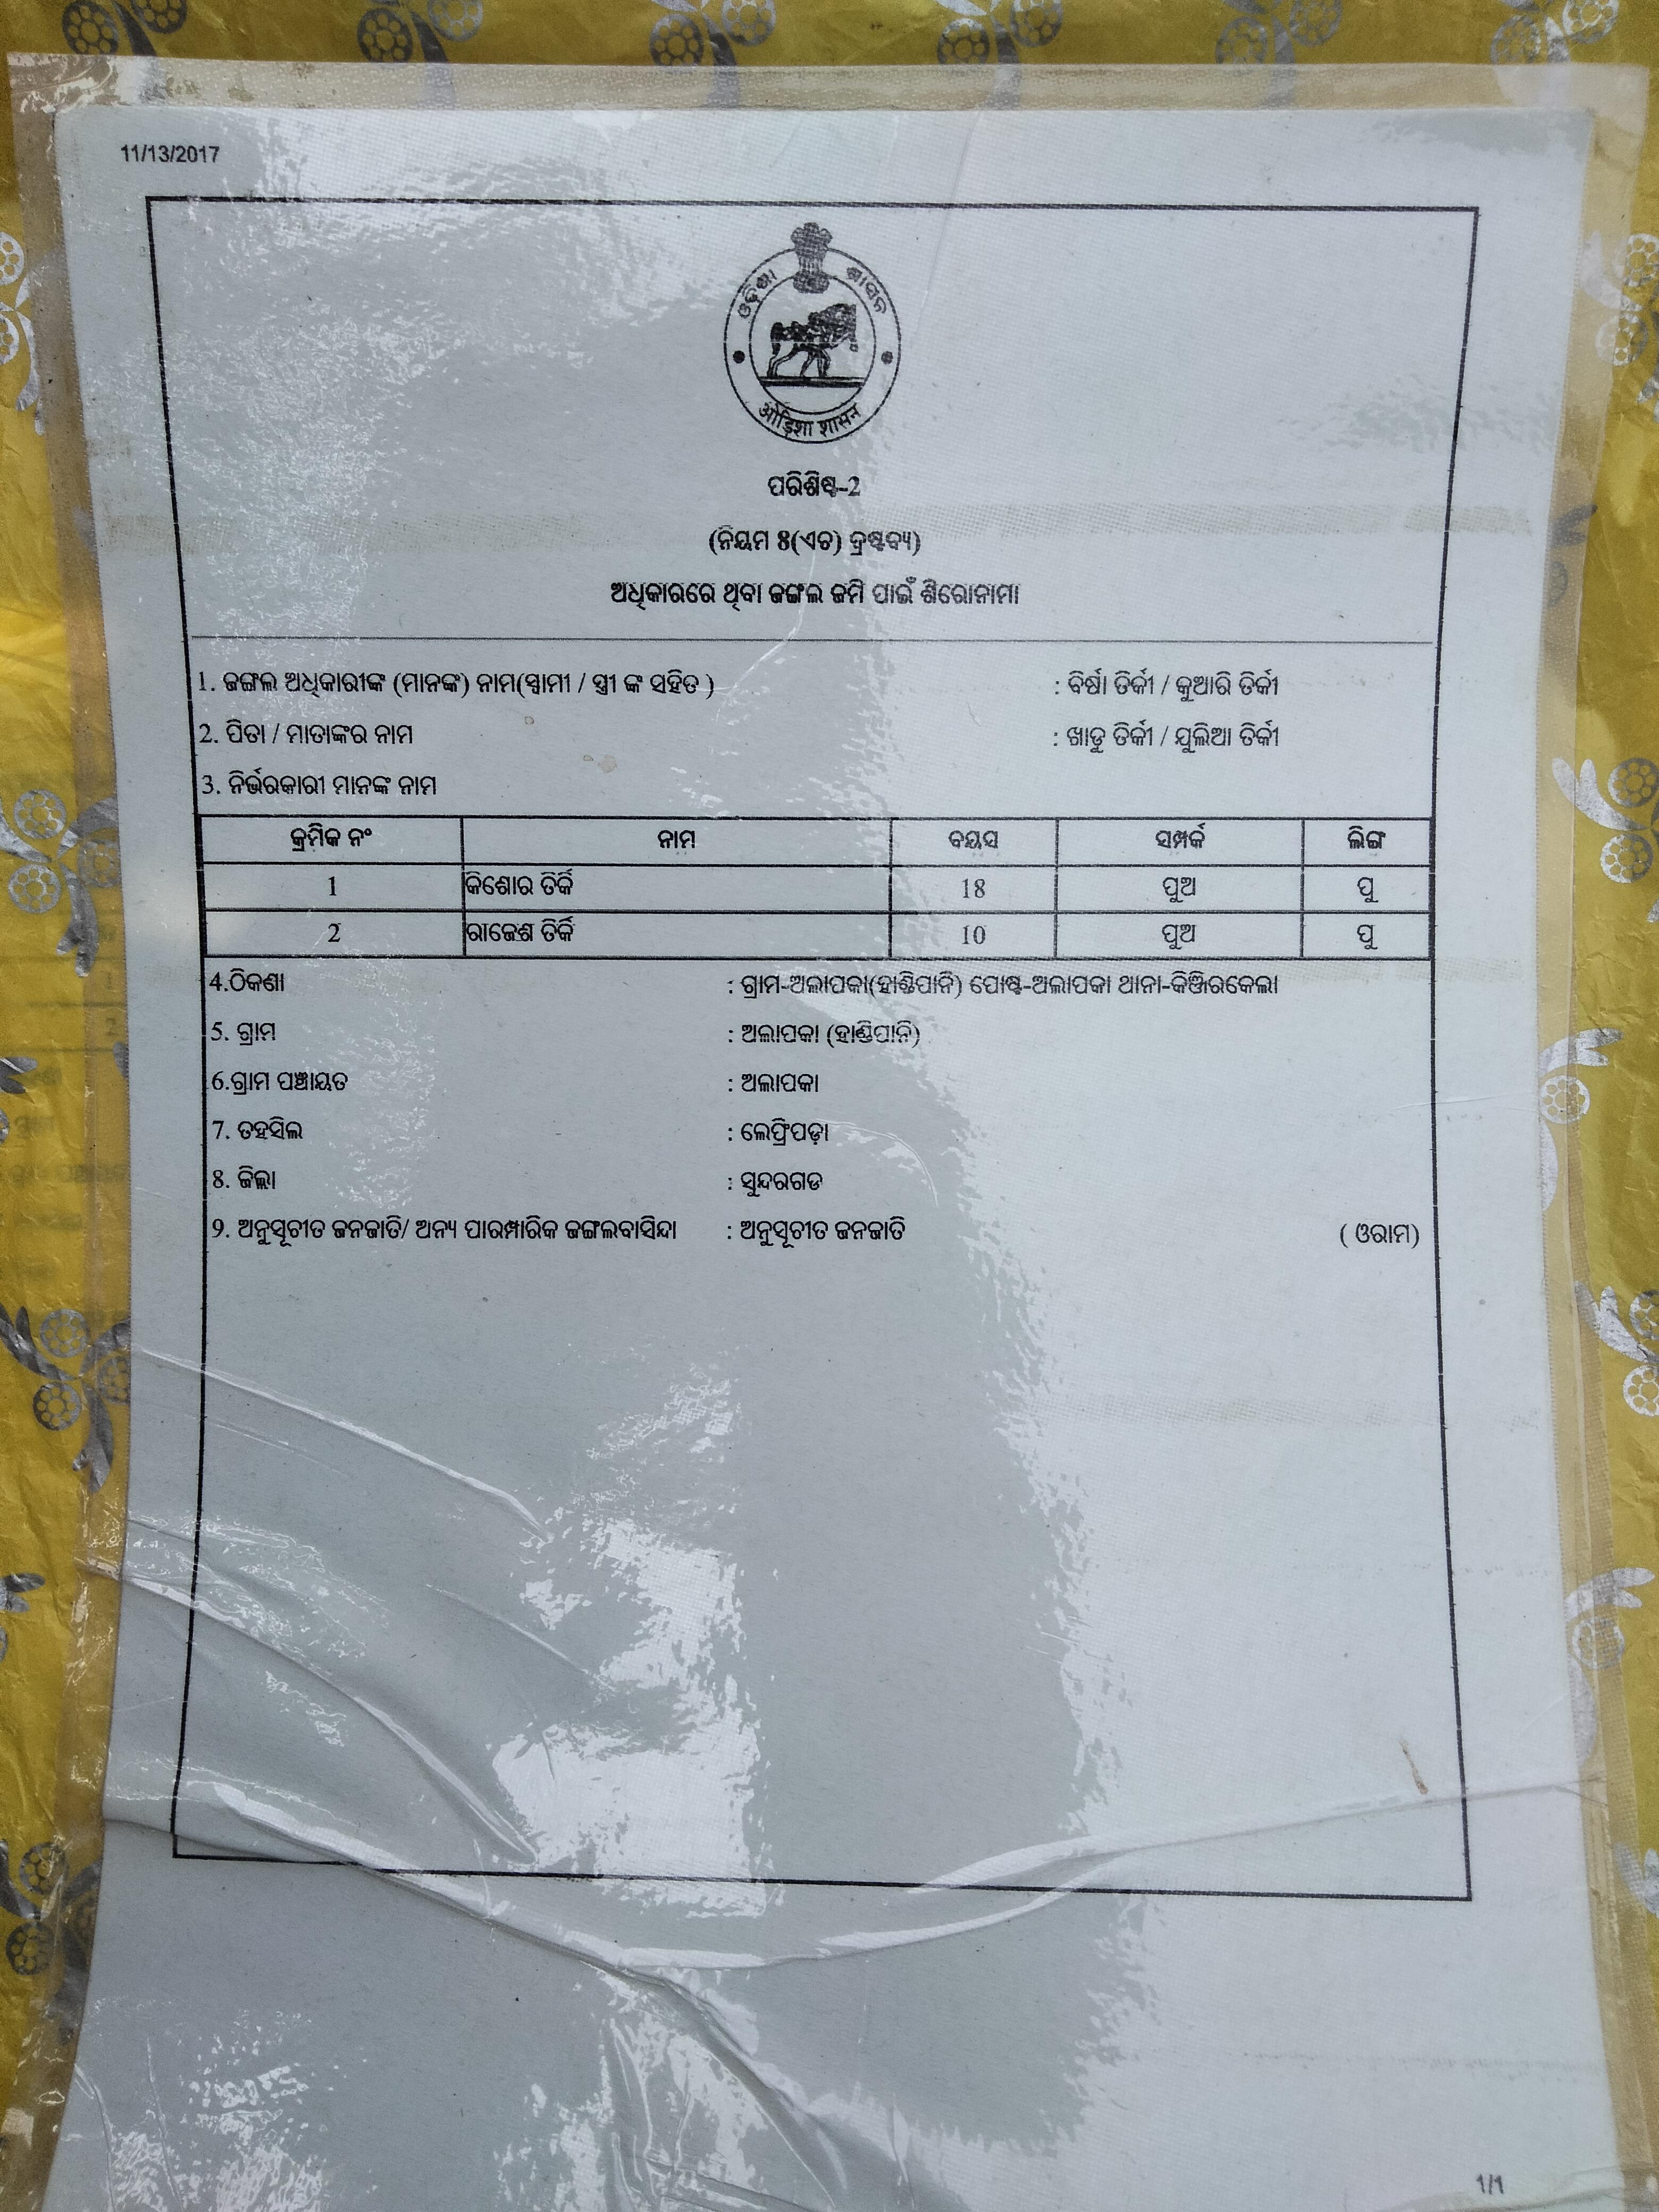 11/13/2017
ଓଡ଼ିଶା ଶାସନ
ओड़िशा शासन
ପରିଶିଷ୍ଟ-2
(ନିୟମ ୫(ଏଚ) ଦ୍ରଷ୍ଟବ୍ୟ)
ଅଧିକାରରେ ଥିବା ଜଙ୍ଗଲ ଜମି ପାଇଁ ଶିରୋନାମା
1. ଜଙ୍ଗଲ ଅଧିକାରୀଙ୍କ (ମାନଙ୍କ) ନାମ(ସ୍ୱାମୀ / ସ୍ତ୍ରୀ ଙ୍କ ସହିତ ) : ବିର୍ଷା ତିର୍କୀ / କୁଆରି ତିର୍କୀ
2. ପିତା / ମାତାଙ୍କର ନାମ : ଖାଡୁ ତିର୍କୀ / ଯୁଲିଆ ତିର୍କୀ
3. ନିର୍ଭରକାରୀ ମାନଙ୍କ ନାମ
କ୍ରମିକ ନଂ ନାମ ବୟସ ସମ୍ପର୍କ ଲିଙ୍ଗ
1 କିଶୋର ତିର୍କି 18 ପୁଅ ପୁ
2 ରାଜେଶ ତିର୍କି 10 ପୁଅ ପୁ
4.ଠିକଣା : ଗ୍ରାମ-ଅଲାପକା(ହାଣ୍ଡିପାନି) ପୋଷ୍ଟ-ଅଲାପକା ଥାନା-କିଞ୍ଜିରକେଲା
5. ଗ୍ରାମ : ଅଲାପକା (ହାଣ୍ଡିପାନି)
6.ଗ୍ରାମ ପଞ୍ଚାୟତ : ଅଲାପକା
7. ତହସିଲ : ଲେଫ୍ରିପଡ଼ା
8. ଜିଲ୍ଲା : ସୁନ୍ଦରଗଡ
9. ଅନୁସୂଚୀତ ଜନଜାତି/ ଅନ୍ୟ ପାରମ୍ପାରିକ ଜଙ୍ଗଲବାସିନ୍ଦା : ଅନୁସୂଚୀତ ଜନଜାତି ( ଓରାମ)
1/1